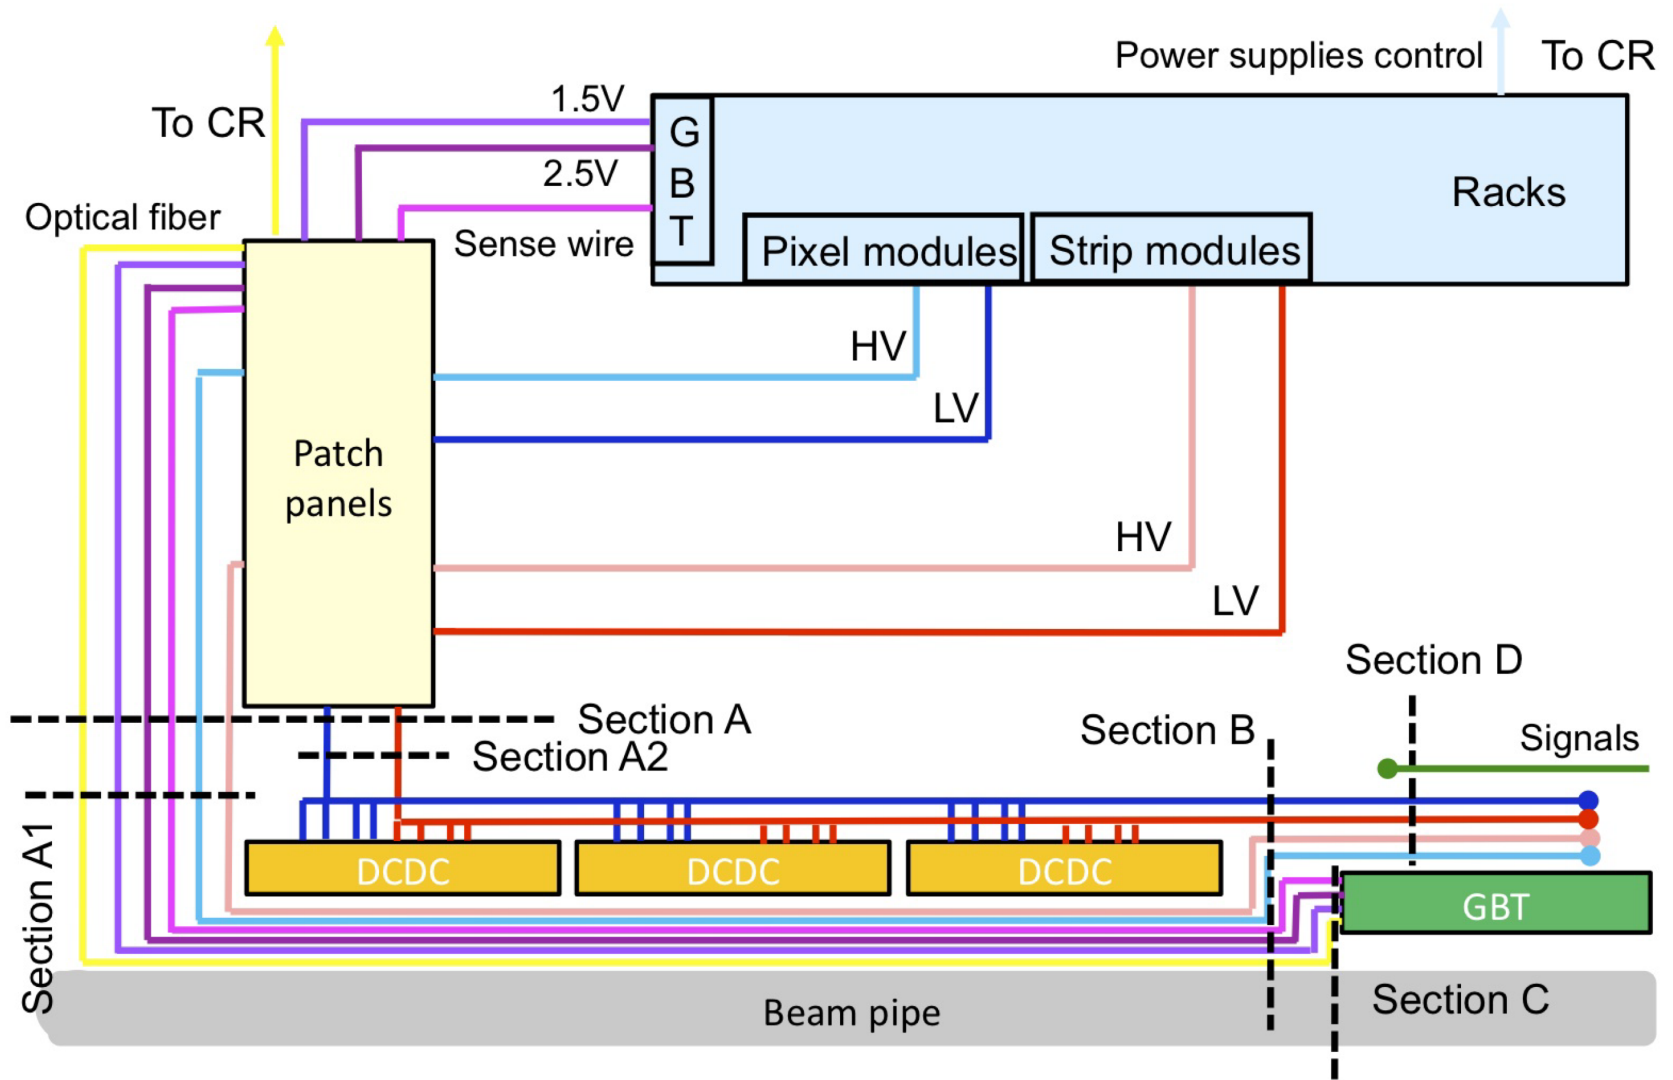 Power supplies control
To CR
To CR
1.5V
2.5V
Sense wire
G
B
T
Racks
Pixel modules
Strip modules
Optical fiber
HV
LV
Patch
panels
HV
LV
Section D
Section A
Section B
Section A2
Signals
Section A1
DCDC
DCDC
DCDC
GBT
Section C
Beam pipe